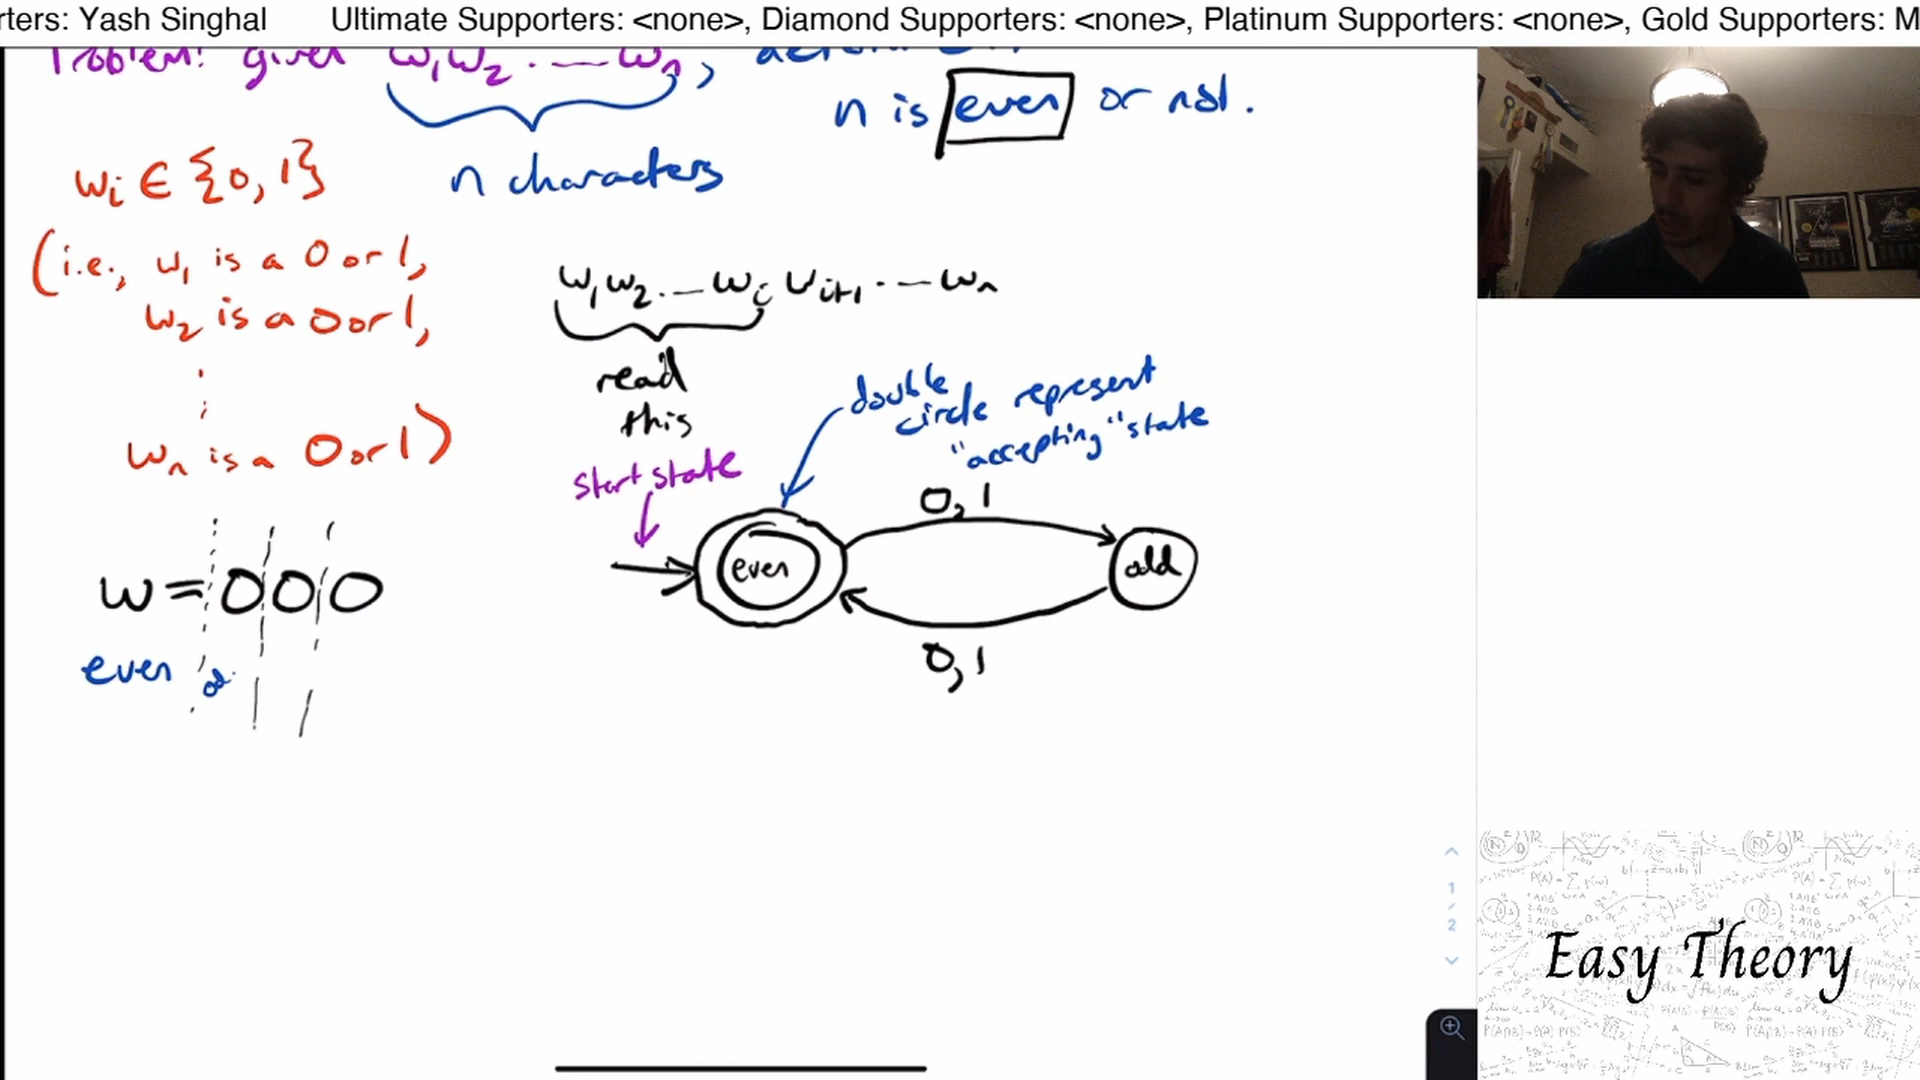 rters: Yash Singhal Ultimate Supporters: <none>, Diamond Supporters: <none>, Platinum Supporters: <none>, Gold Supporters: M
Problem: given w₁w₂...wₙ,
n is even or not.
n characters
wᵢ ∈ {0, 1}
(i.e., w₁ is a 0 or 1,
w₂ is a 0 or 1,
wₙ is a 0 or 1)
w₁w₂...wᵢ wᵢ₊₁...wₙ
read
this
start state
double
circle represent
"accepting" state
0, 1
even
odd
0, 1
w = 000
even
1
2
Easy Theory